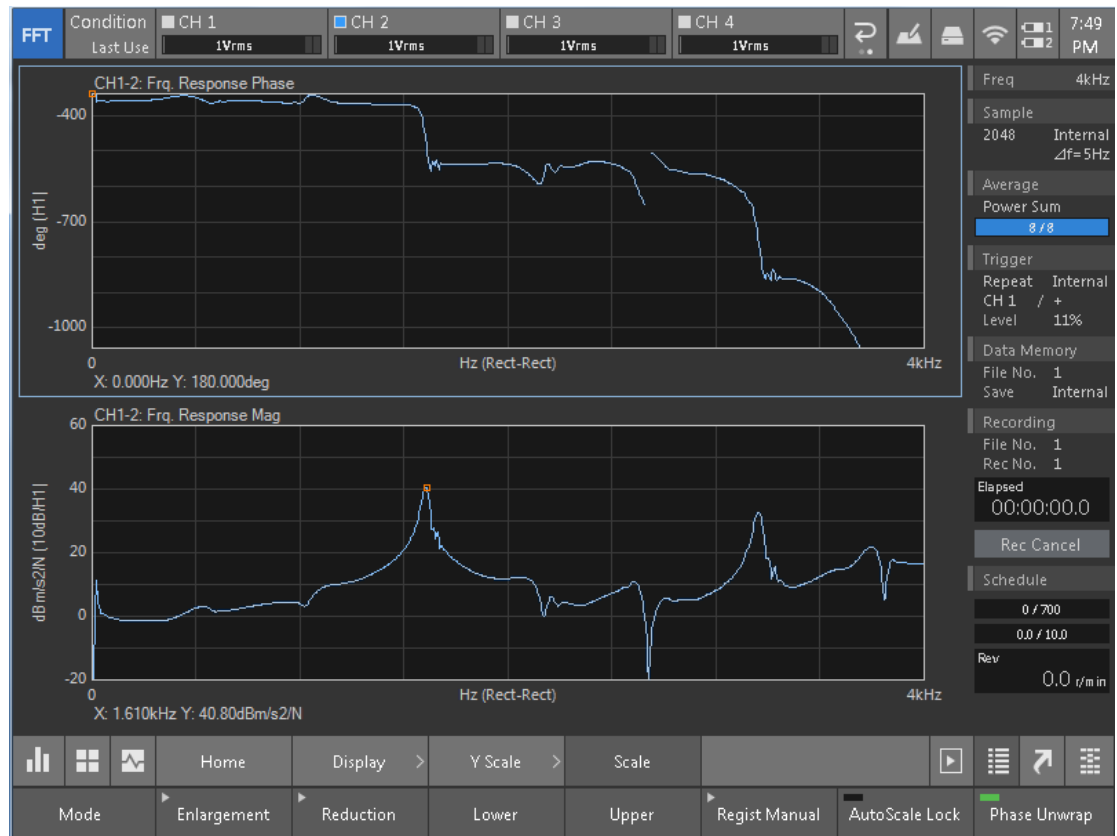 FFT
Condition
Last Use
CH 1
1Vrms
CH 2
1Vrms
CH 3
1Vrms
CH 4
1Vrms
1
2
7:49
PM
CH1-2: Frq. Response Phase
-400
-700
-1000
deg (H1)
0
Hz (Rect-Rect)
4kHz
X: 0.000Hz Y: 180.000deg
CH1-2: Frq. Response Mag
60
40
20
0
-20
dBm/s2/N (10dB/H1)
0
Hz (Rect-Rect)
4kHz
X: 1.610kHz Y: 40.80dBm/s2/N
Freq 4kHz
Sample
2048 Internal
⊿f=5Hz
Average
Power Sum
8 / 8
Trigger
Repeat Internal
CH 1 / +
Level 11%
Data Memory
File No. 1
Save Internal
Recording
File No. 1
Rec No. 1
Elapsed
00:00:00.0
Rec Cancel
Schedule
0 / 700
0.0 / 10.0
Rev
0.0 r/min
Home
Display >
Y Scale >
Scale
Mode
Enlargement
Reduction
Lower
Upper
Regist Manual
AutoScale Lock
Phase Unwrap